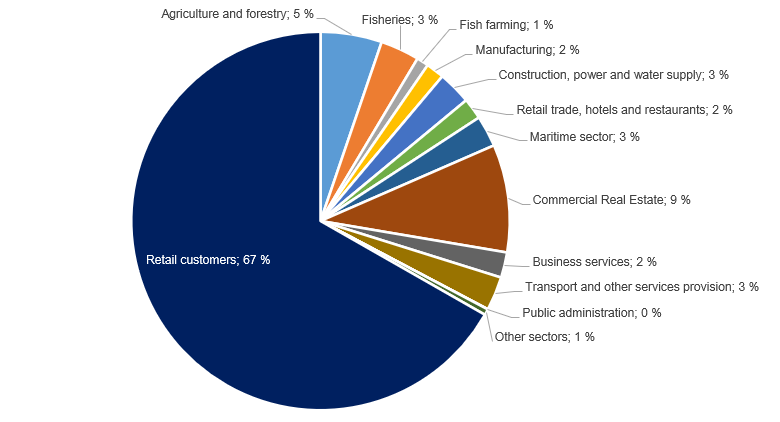 Agriculture and forestry; 5 %
Fisheries; 3 %
Fish farming; 1 %
Manufacturing; 2 %
Construction, power and water supply; 3 %
Retail trade, hotels and restaurants; 2 %
Maritime sector; 3 %
Commercial Real Estate; 9 %
Business services; 2 %
Transport and other services provision; 3 %
Public administration; 0 %
Other sectors; 1 %
Retail customers; 67 %